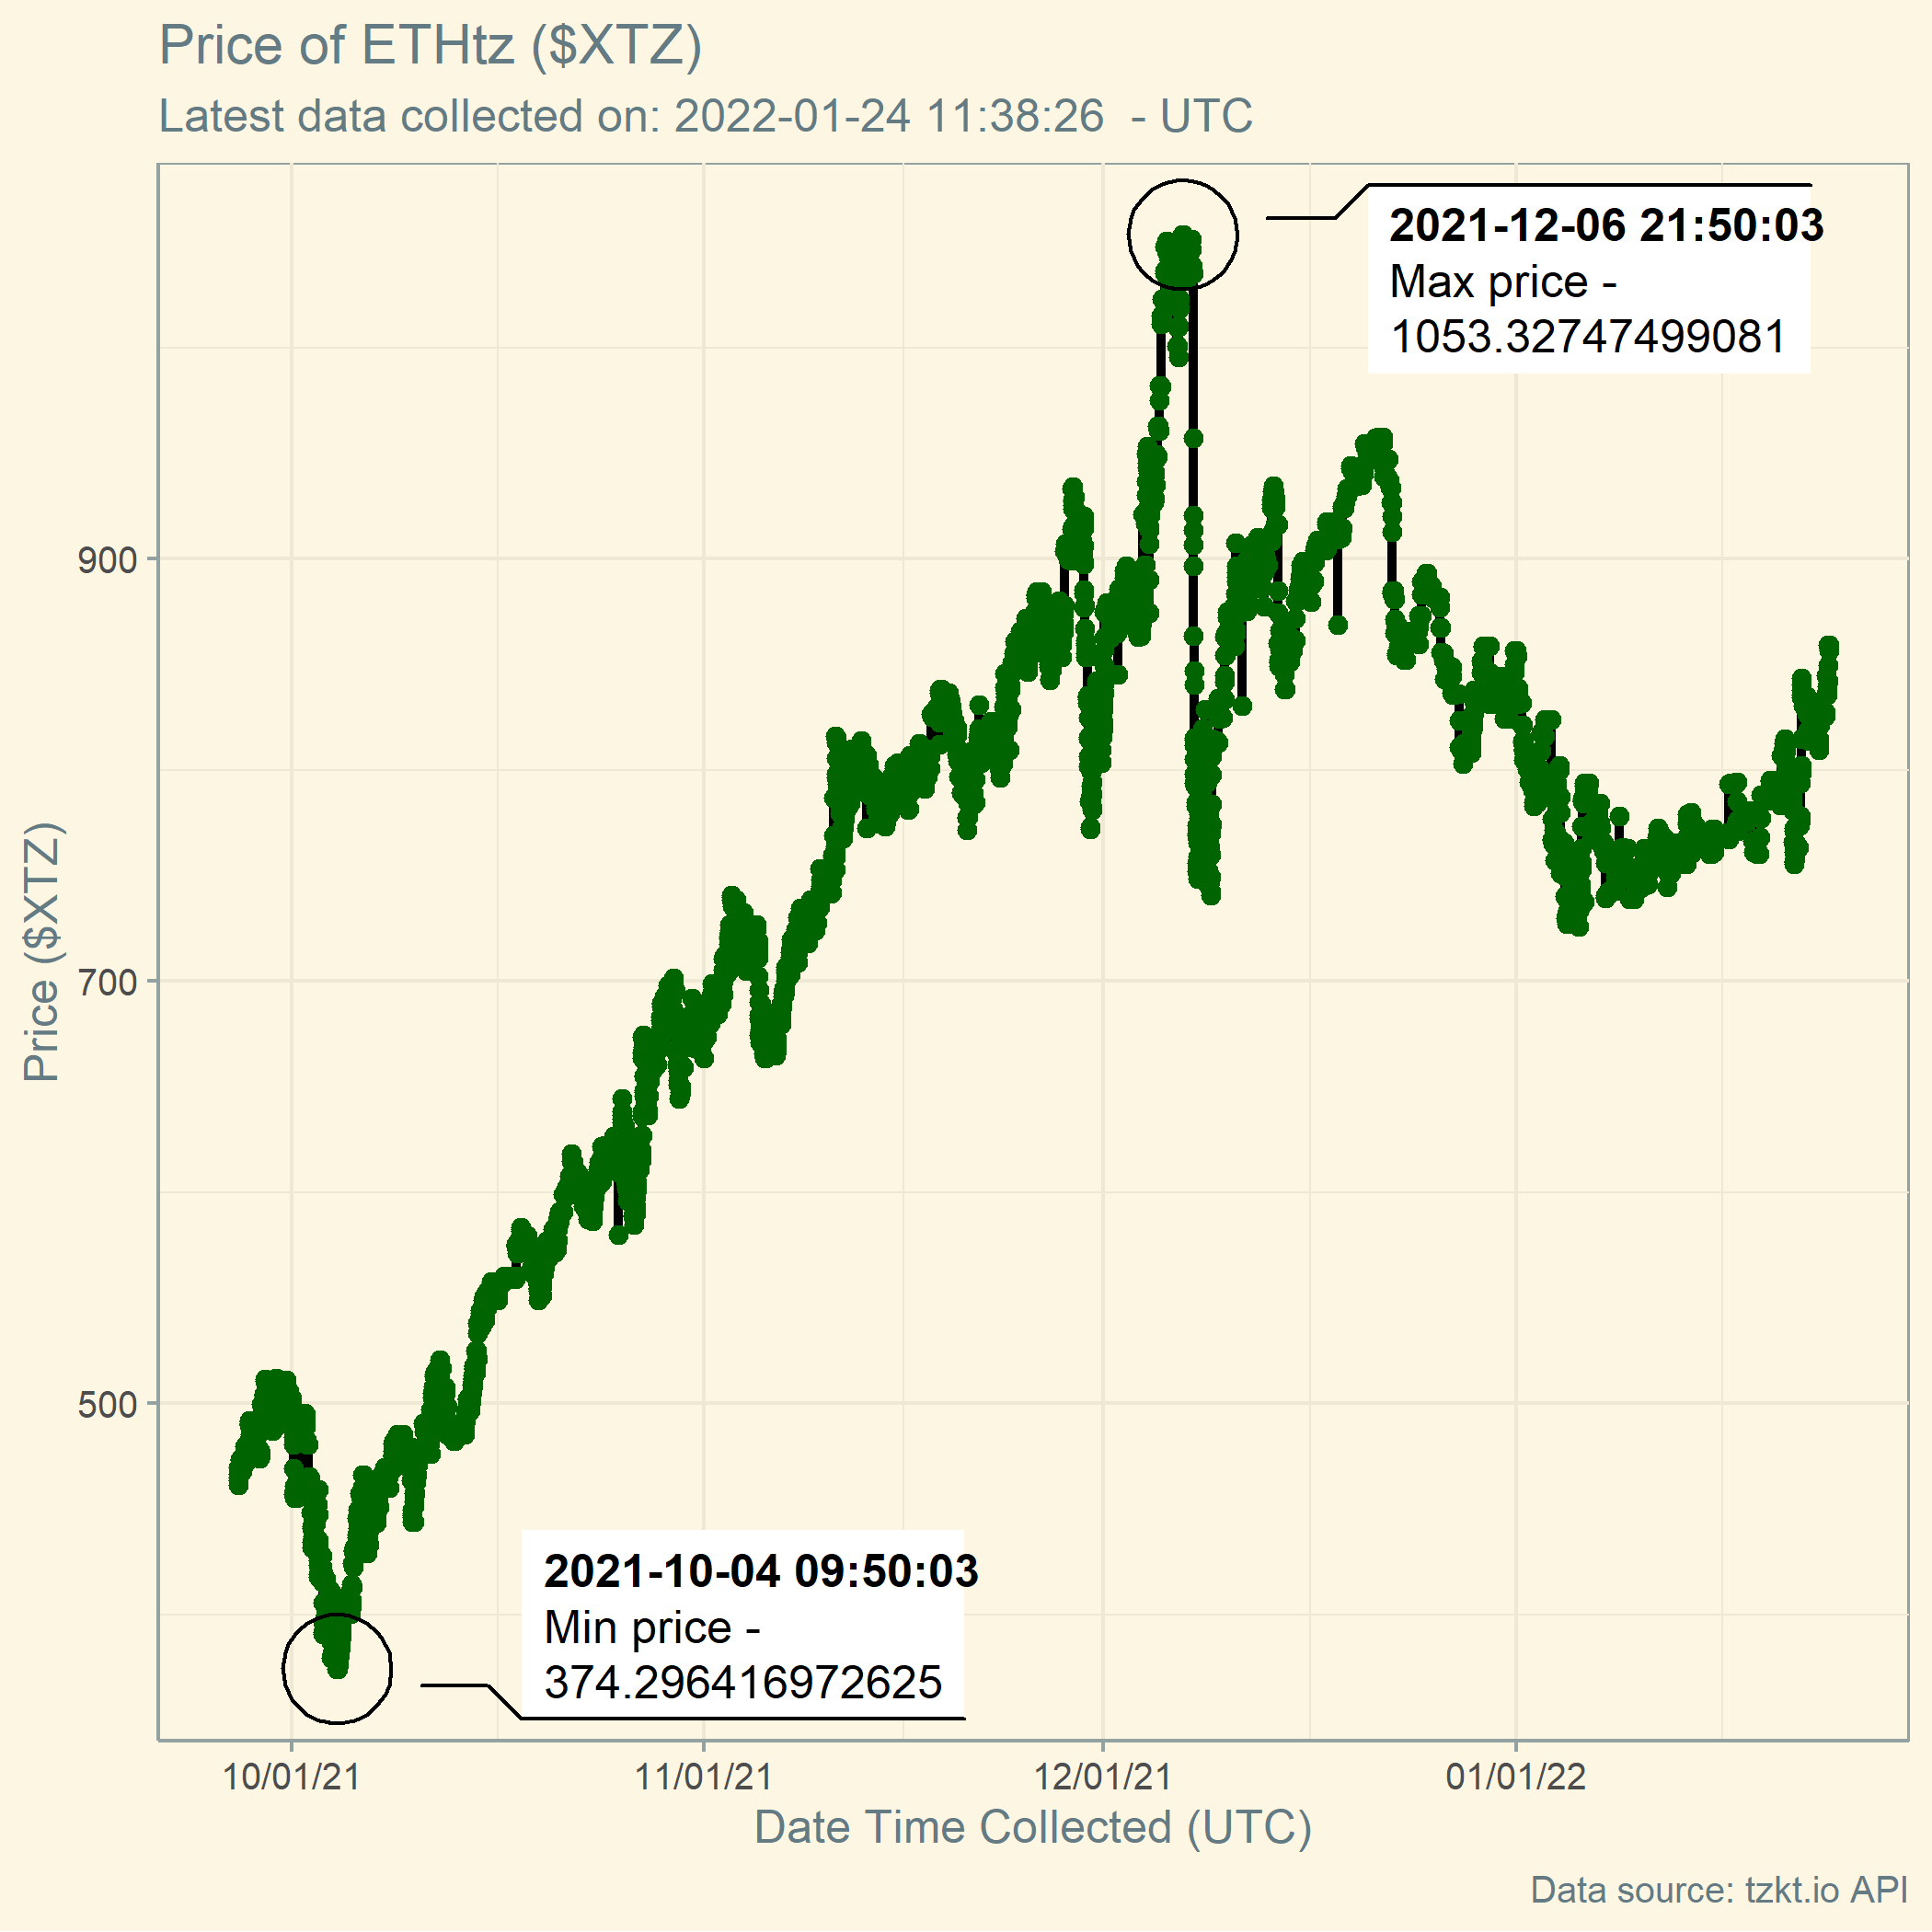 Price of ETHtz ($XTZ)
Latest data collected on: 2022-01-24 11:38:26  - UTC
2021-12-06 21:50:03
Max price -
1053.32747499081
900
Price ($XTZ)
700
500
2021-10-04 09:50:03
Min price -
374.296416972625
10/01/21 11/01/21 12/01/21 01/01/22
Date Time Collected (UTC)
Data source: tzkt.io API